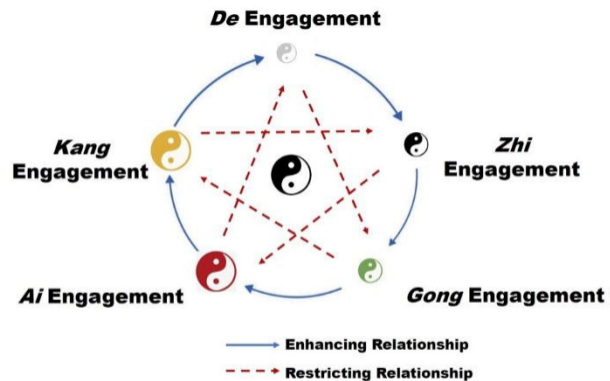 De Engagement
Kang
Engagement
Zhi
Engagement
Ai Engagement
Gong Engagement
Enhancing Relationship
Restricting Relationship